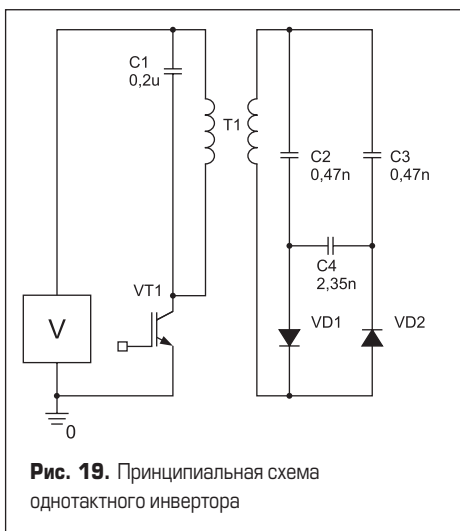 C1
0,2u
T1
C2
0,47n
C3
0,47n
C4
2,35n
VT1
VD1
VD2
V
0
Рис. 19. Принципиальная схема
однотактного инвертора